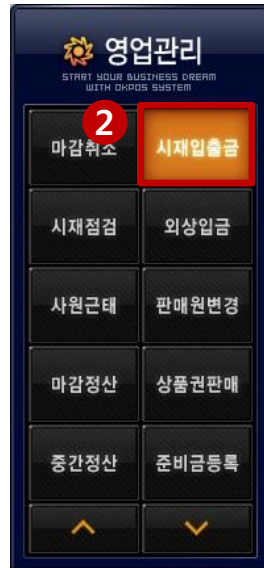 영업관리
START YOUR BUSINESS DREAM
WITH OKPOS SYSTEM
2
마감취소 시재입출금
시재점검 외상입금
사원근태 판매원변경
마감정산 상품권판매
중간정산 준비금등록